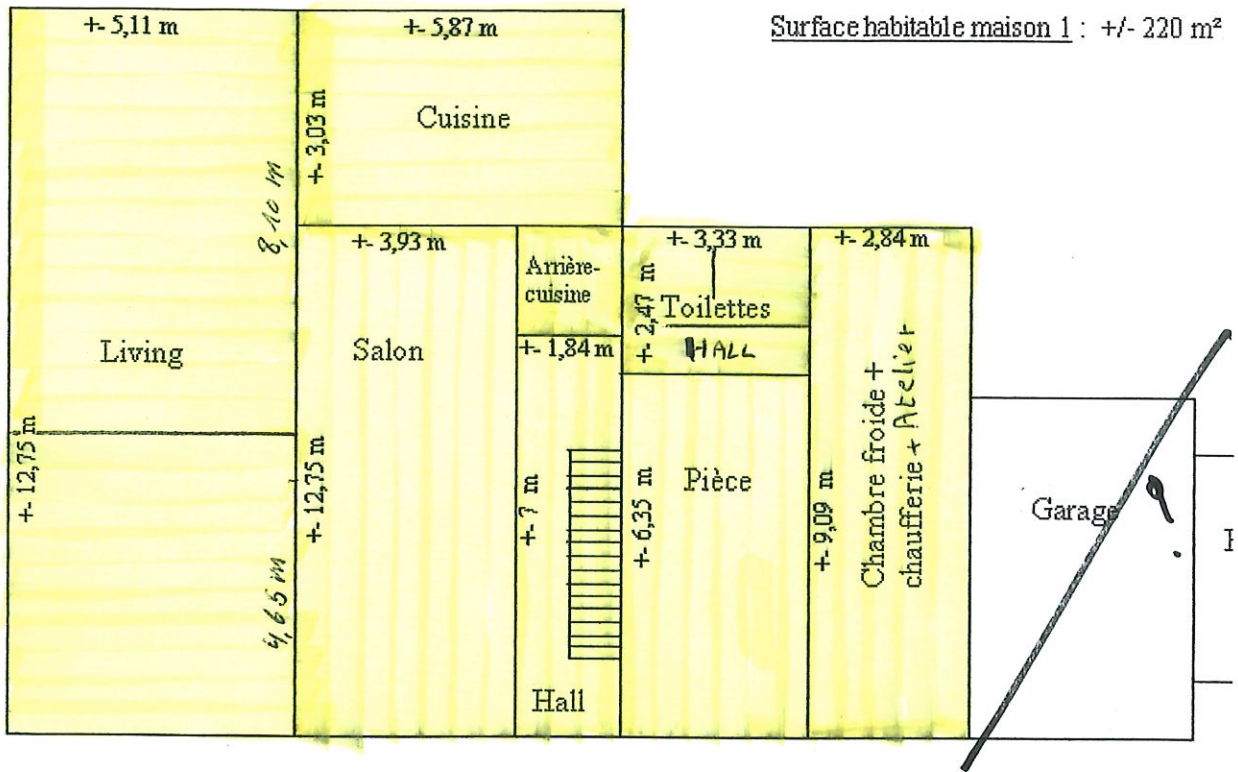 +- 5,11 m
+- 5,87 m
Surface habitable maison 1 : +/- 220 m²
+- 3,03 m
Cuisine
8,10 m
+- 3,93 m
+- 3,33 m
+- 2,84 m
Arrière-
cuisine
+- 2,47 m
Toilettes
Living
Salon
+- 1,84 m
HALL
+- 12,75 m
+- 12,75 m
+- 7 m
+- 6,35 m
Pièce
+- 9,09 m
Chambre froide +
chaufferie + Atelier
Garage
4,65 m
Hall